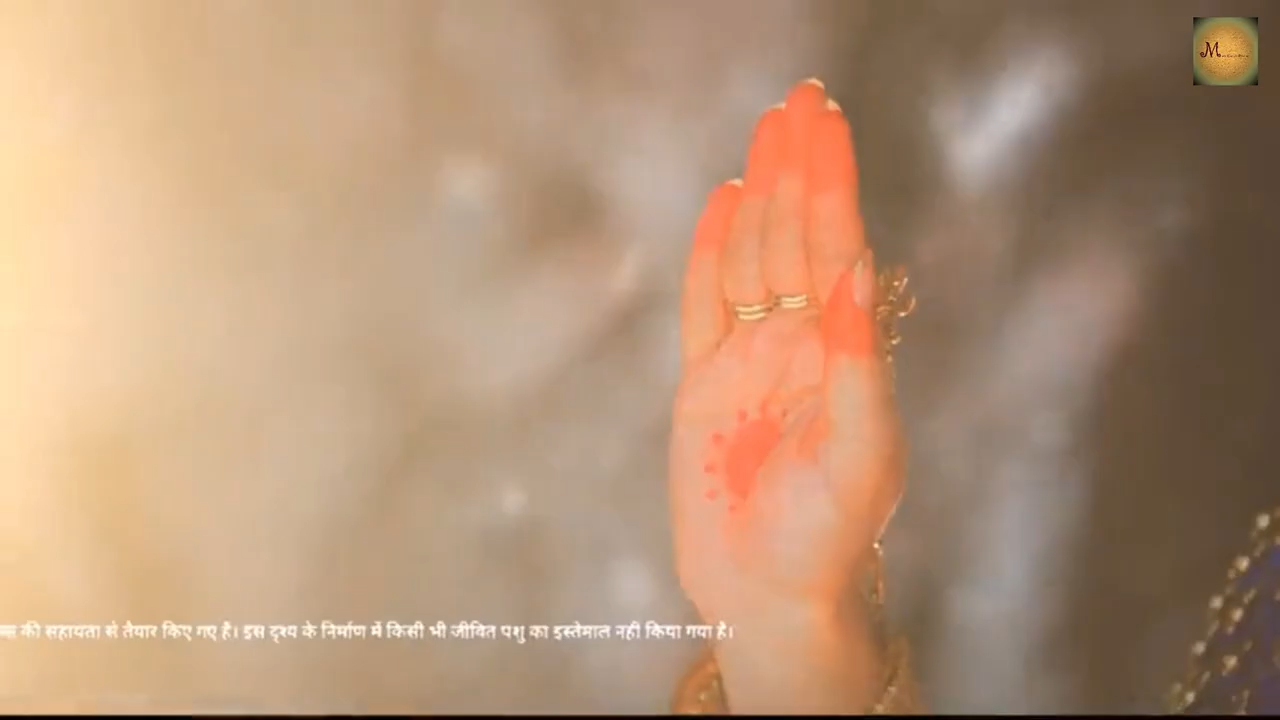 M
की सहायता से तैयार किए गए हैं। इस दृश्य के निर्माण में किसी भी जीवित पशु का इस्तेमाल नहीं किया गया है।